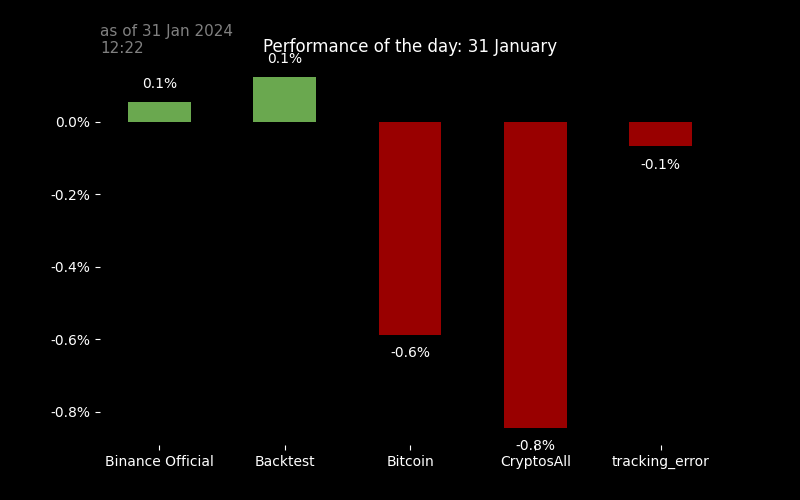 as of 31 Jan 2024
12:22
Performance of the day: 31 January
0.1%
0.1%
0.0%
-0.2%
-0.4%
-0.6%
-0.8%
-0.6%
-0.8%
-0.1%
Binance Official
Backtest
Bitcoin
CryptosAll
tracking_error